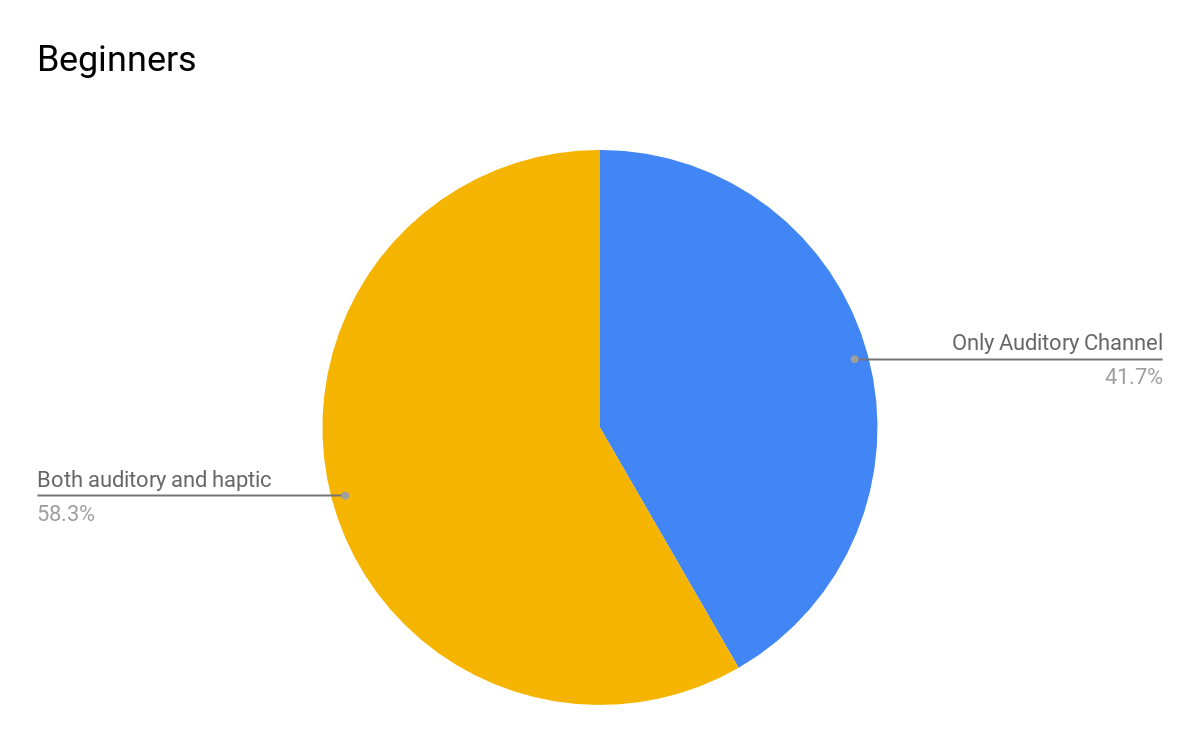 Beginners
Only Auditory Channel
41.7%
Both auditory and haptic
58.3%